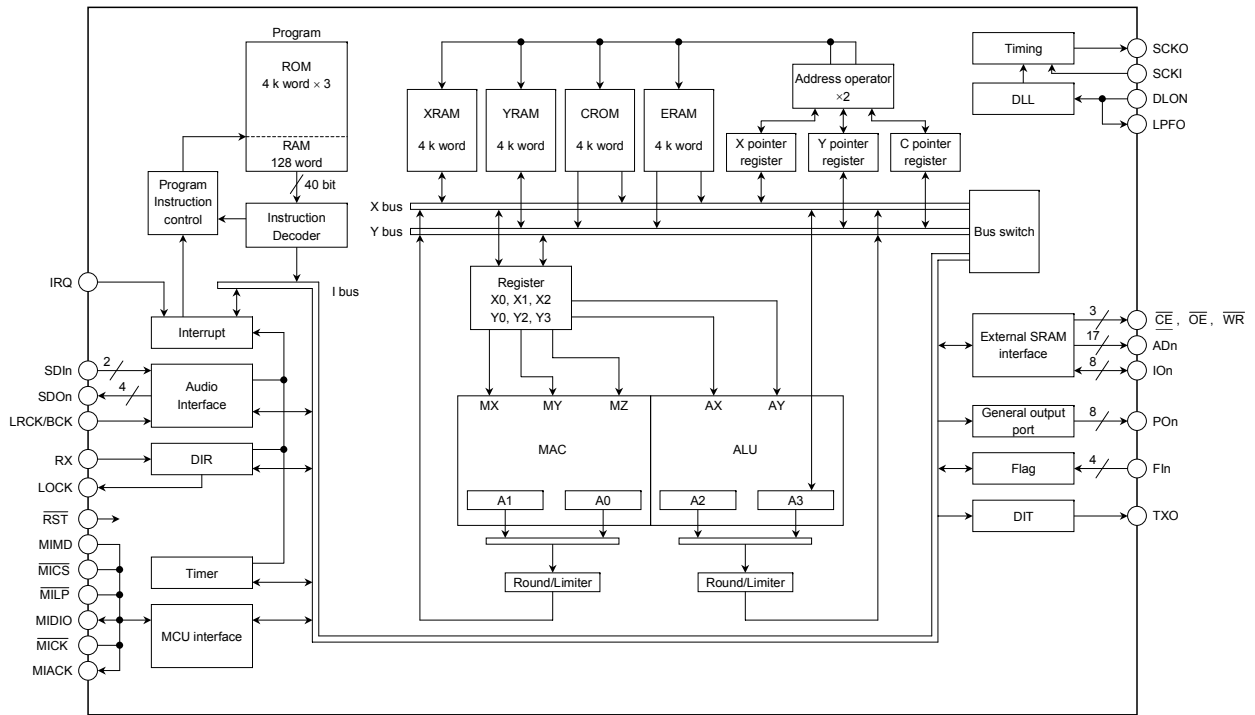 Program
ROM
4 k word × 3
RAM
128 word
40 bit
Program
Instruction
control
Instruction
Decoder
XRAM
4 k word
YRAM
4 k word
CROM
4 k word
ERAM
4 k word
Address operator
×2
X pointer
register
Y pointer
register
C pointer
register
Timing
DLL
SCKO
SCKI
DLON
LPFO
X bus
Y bus
Bus switch
I bus
IRQ
Interrupt
SDIn
2
SDOn
4
LRCK/BCK
Audio
Interface
RX
DIR
LOCK
RST
MIMD
MICS
MILP
MIDIO
MICK
MIACK
Timer
MCU interface
Register
X0, X1, X2
Y0, Y2, Y3
MX
MY
MZ
AX
AY
MAC
ALU
A1
A0
A2
A3
Round/Limiter
Round/Limiter
External SRAM
interface
3
CE , OE , WR
17
ADn
8
IOn
General output
port
8
POn
Flag
4
FIn
DIT
TXO